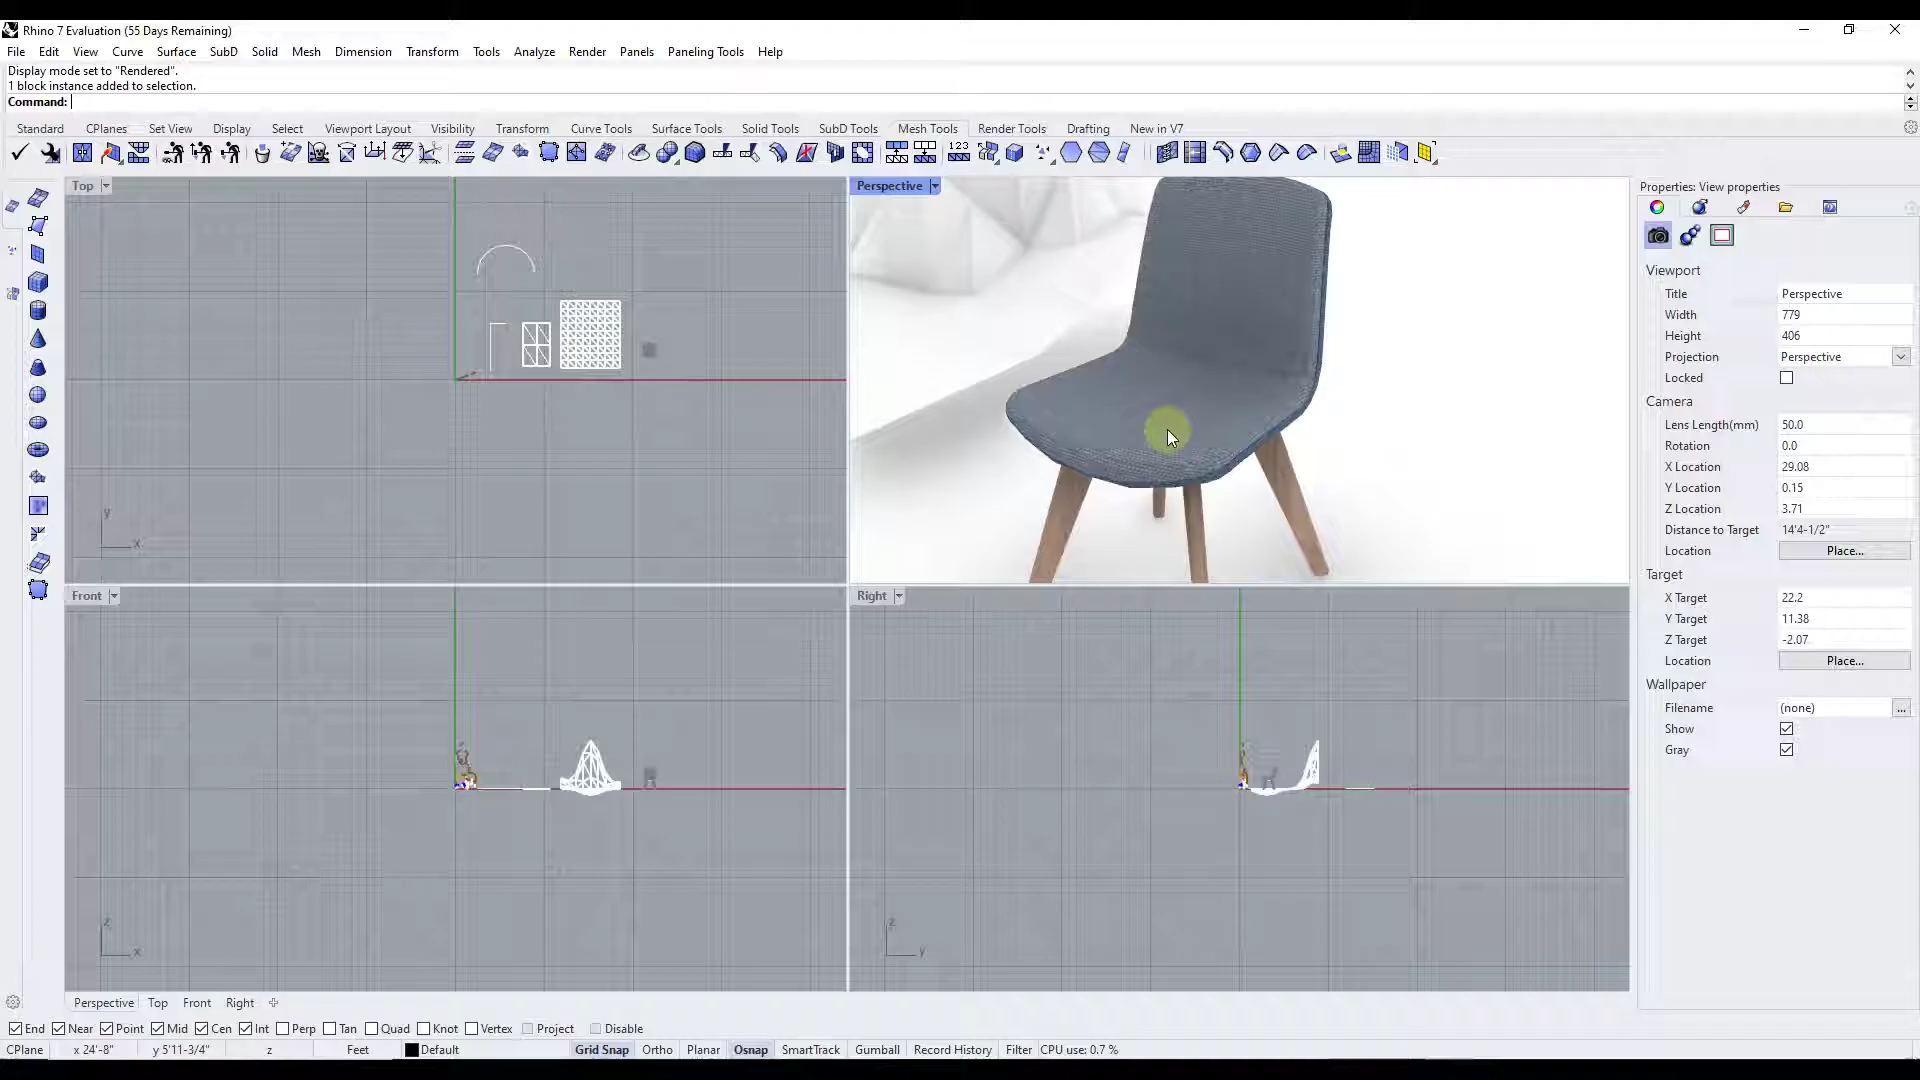 Rhino 7 Evaluation (55 Days Remaining)
File Edit View Curve Surface SubD Solid Mesh Dimension Transform Tools Analyze Render Panels Paneling Tools Help
Display mode set to "Rendered".
1 block instance added to selection.
Command:
Standard CPlanes Set View Display Select Viewport Layout Visibility Transform Curve Tools Surface Tools Solid Tools SubD Tools Mesh Tools Render Tools Drafting New in V7
123
Top
Perspective
Properties: View properties
Viewport
Title Perspective
Width 779
Height 406
Projection Perspective
Locked
Camera
Lens Length(mm) 50.0
Rotation 0.0
X Location 29.08
Y Location 0.15
Z Location 3.71
Distance to Target 14'4-1/2"
Location Place...
Target
X Target 22.2
Y Target 11.38
Z Target -2.07
Location Place...
Wallpaper
Filename (none) ...
Show
Gray
y
x
Front
Right
z
x
z
y
Perspective Top Front Right
End Near Point Mid Cen Int Perp Tan Quad Knot Vertex Project Disable
CPlane x 24'-8" y 5'11-3/4" z Feet Default Grid Snap Ortho Planar Osnap SmartTrack Gumball Record History Filter CPU use: 0.7 %